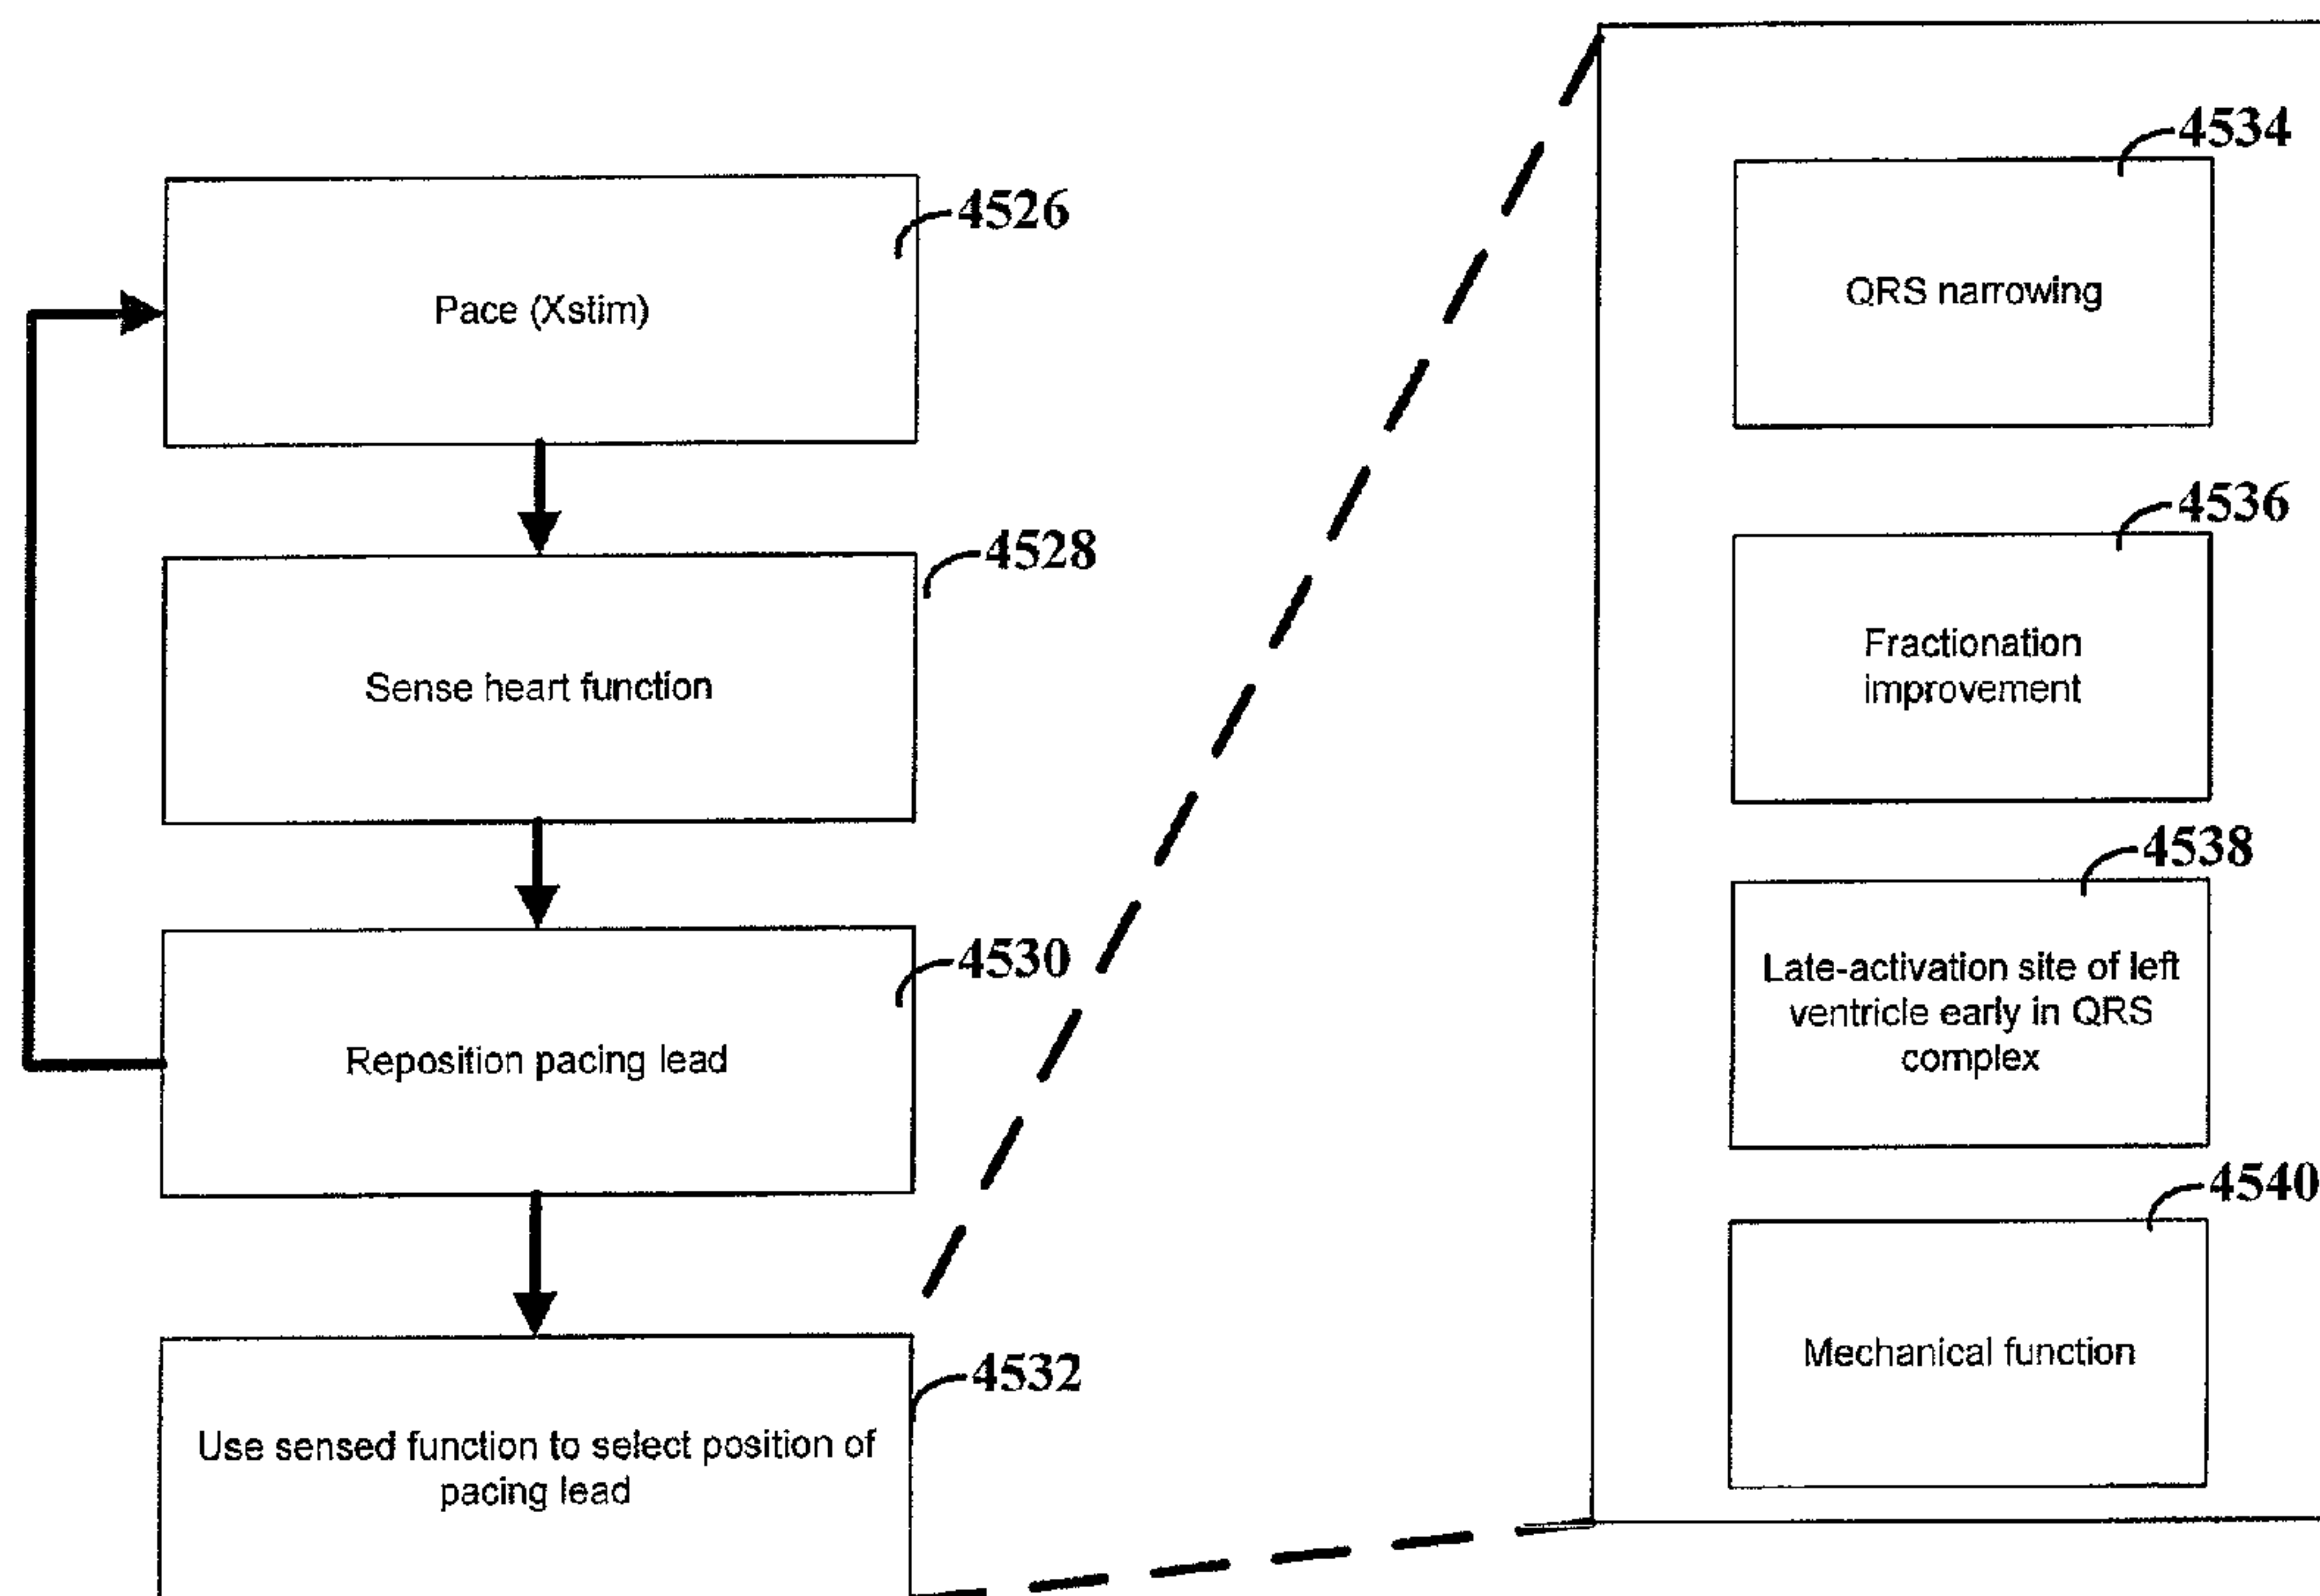 4526
Pace (Xstim)
4528
Sense heart function
4530
Reposition pacing lead
4532
Use sensed function to select position of
pacing lead
4534
QRS narrowing
4536
Fractionation
improvement
4538
Late-activation site of left
ventricle early in QRS
complex
4540
Mechanical function